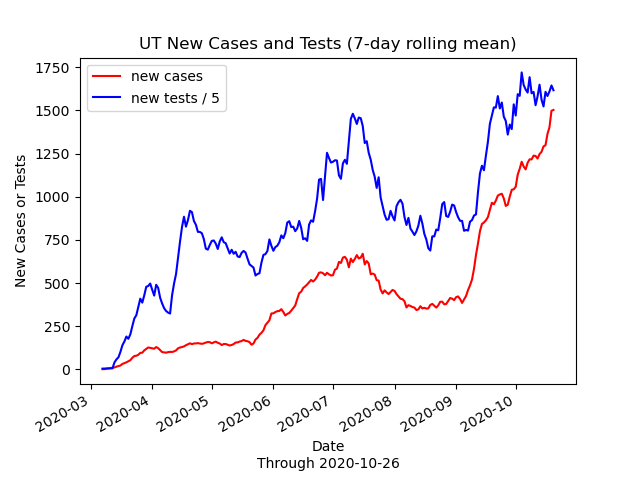 UT New Cases and Tests (7-day rolling mean)
new cases
new tests / 5
New Cases or Tests
1750
1500
1250
1000
750
500
250
0
2020-03
2020-04
2020-05
2020-06
2020-07
2020-08
2020-09
2020-10
Date
Through 2020-10-26